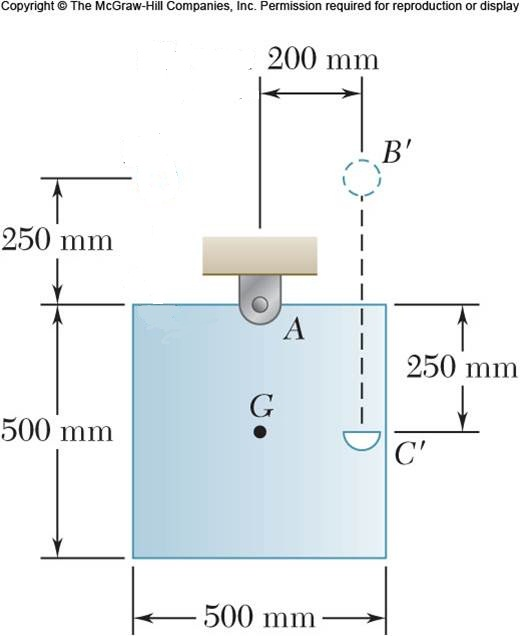 Copyright © The McGraw-Hill Companies, Inc. Permission required for reproduction or display
200 mm
B′
250 mm
A
250 mm
G
500 mm
C′
500 mm